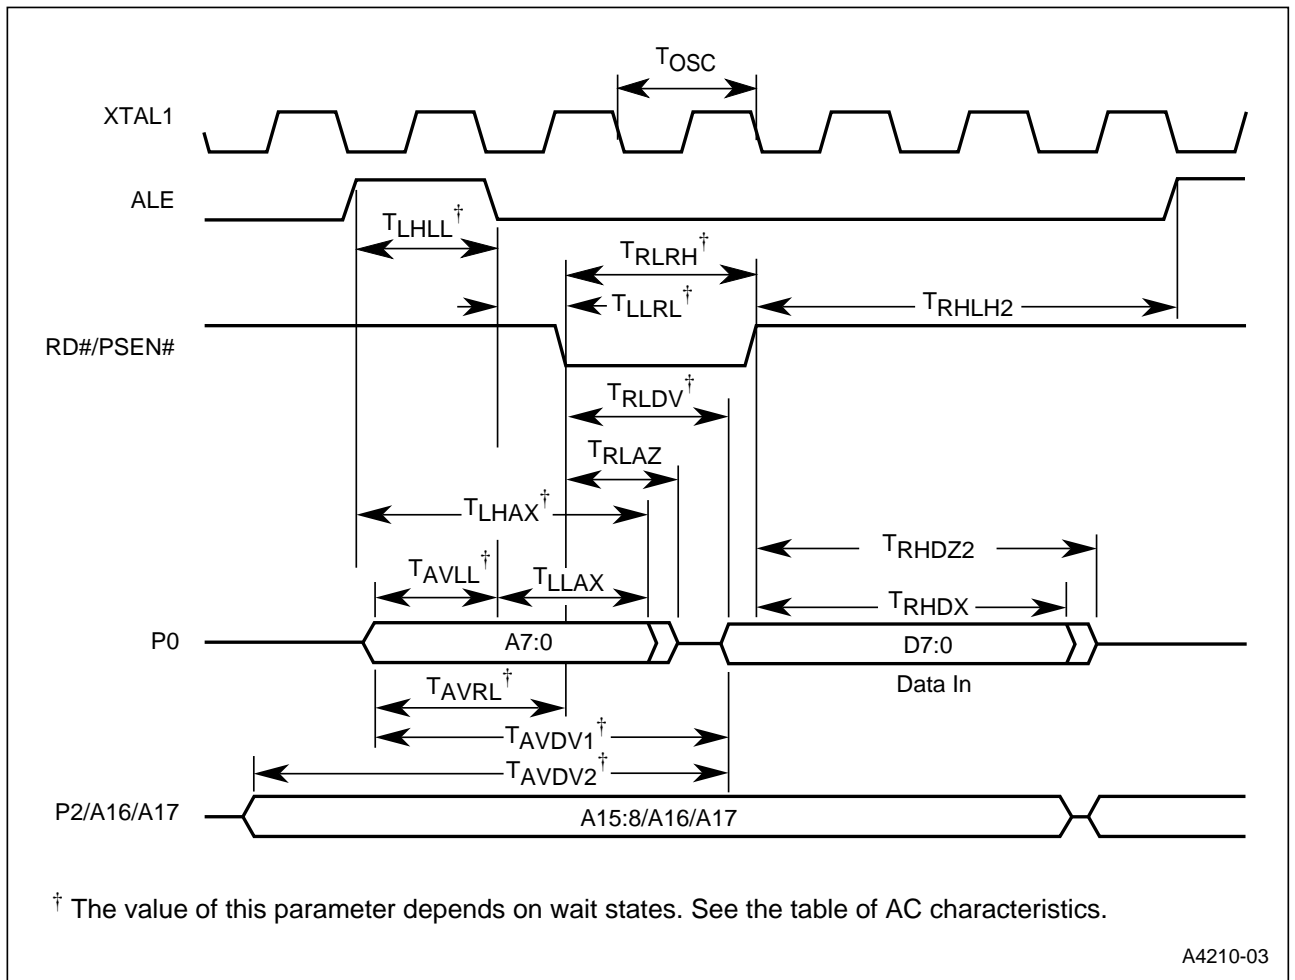 TOSC
XTAL1
ALE
TLHLL†
TRLRH†
TLLRL†
TRHLH2
RD#/PSEN#
TRLDV†
TRLAZ
TLHAX†
TRHDZ2
TAVLL†
TLLAX
TRHDX
P0
A7:0
D7:0
Data In
TAVRL†
TAVDV1†
TAVDV2†
P2/A16/A17
A15:8/A16/A17
† The value of this parameter depends on wait states. See the table of AC characteristics.
A4210-03